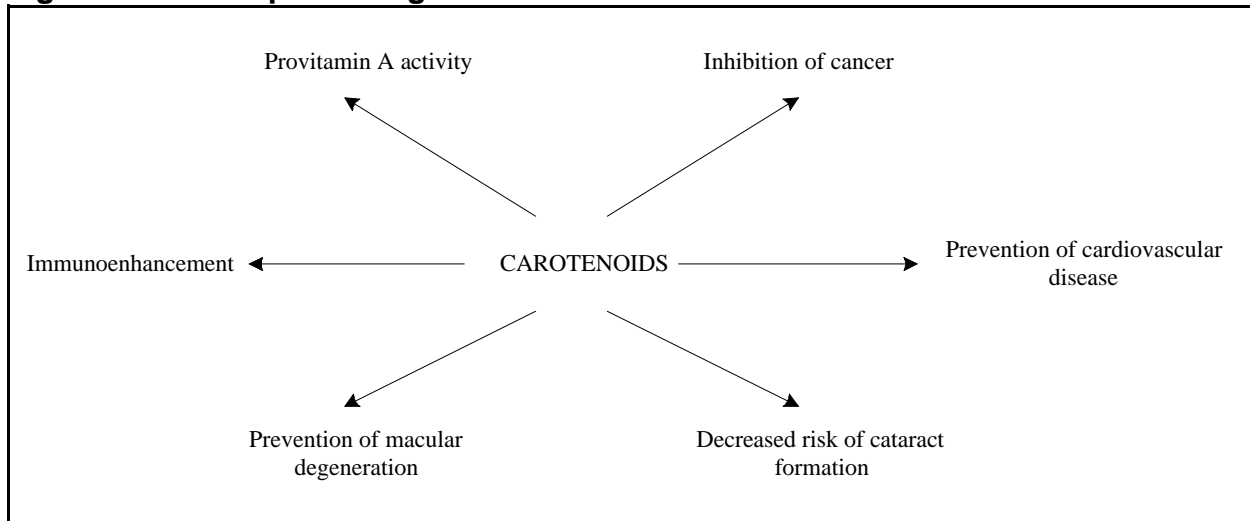 Provitamin A activity
Inhibition of cancer
Immunoenhancement
CAROTENOIDS
Prevention of cardiovascular
disease
Prevention of macular
degeneration
Decreased risk of cataract
formation